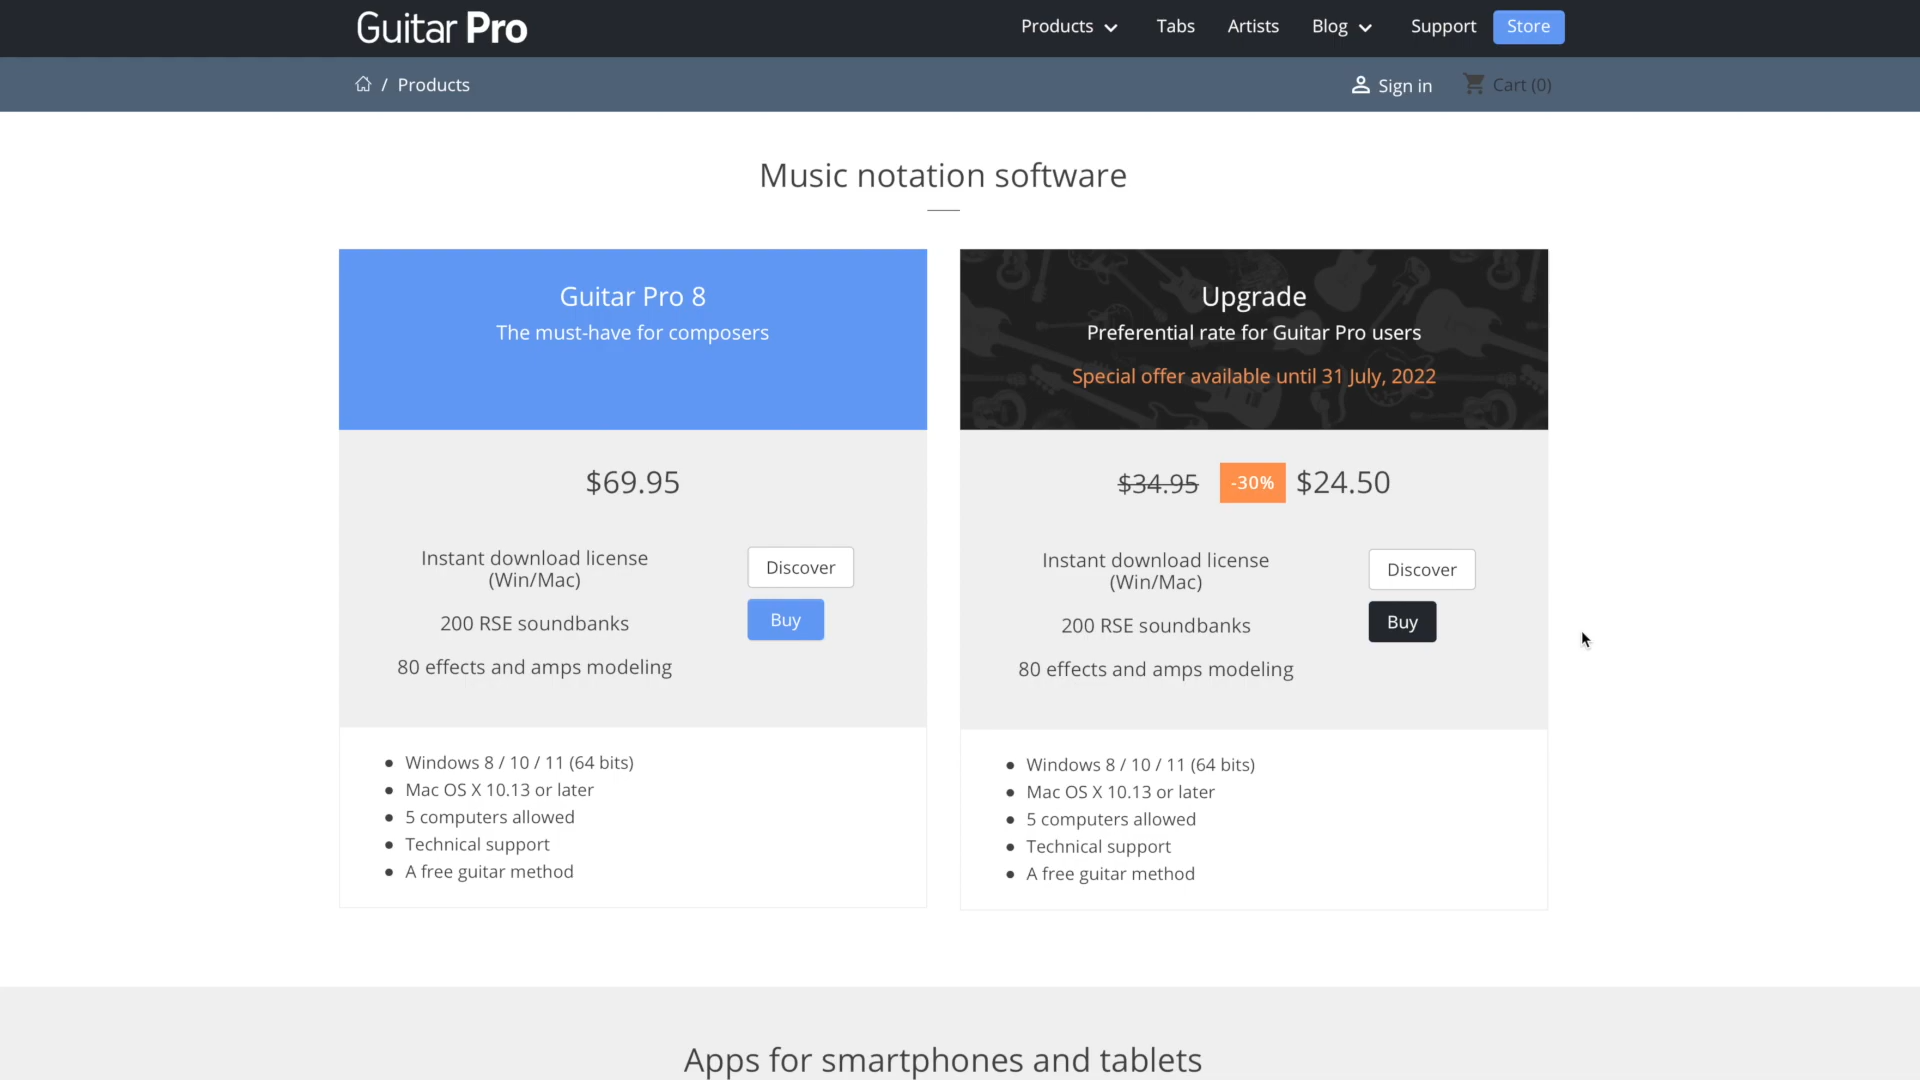 Guitar Pro
Products
Tabs
Artists
Blog
Support
Store
/ Products
Sign in
Cart (0)
Music notation software
Guitar Pro 8
The must-have for composers
$69.95
Instant download license
(Win/Mac)
200 RSE soundbanks
80 effects and amps modeling
Discover
Buy
• Windows 8 / 10 / 11 (64 bits)
• Mac OS X 10.13 or later
• 5 computers allowed
• Technical support
• A free guitar method
Upgrade
Preferential rate for Guitar Pro users
Special offer available until 31 July, 2022
$34.95 -30% $24.50
Instant download license
(Win/Mac)
200 RSE soundbanks
80 effects and amps modeling
Discover
Buy
• Windows 8 / 10 / 11 (64 bits)
• Mac OS X 10.13 or later
• 5 computers allowed
• Technical support
• A free guitar method
Apps for smartphones and tablets